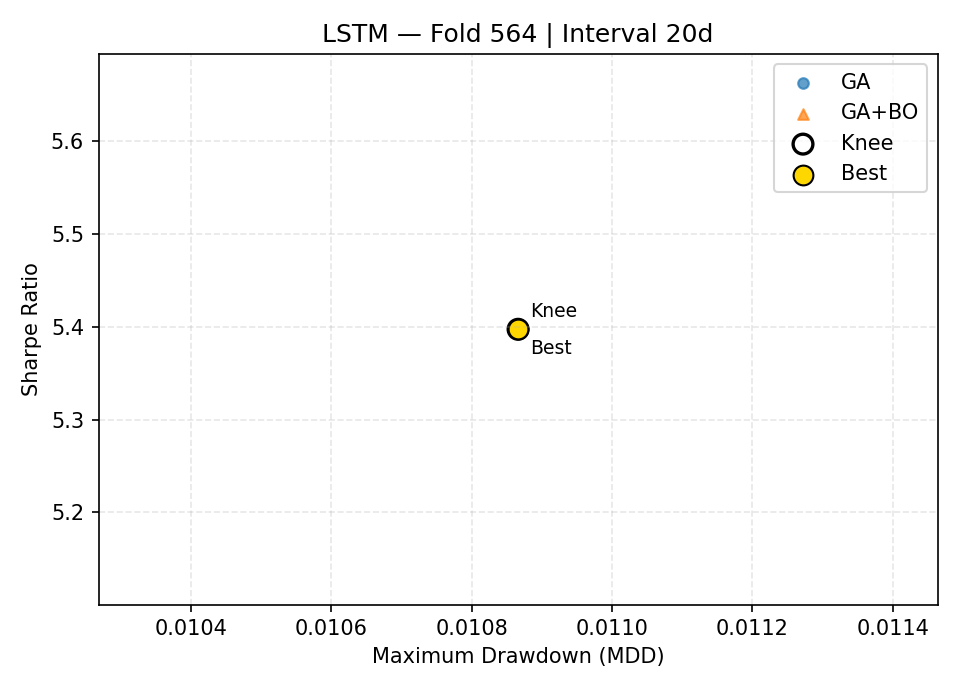 LSTM — Fold 564 | Interval 20d
GA
GA+BO
Knee
Best
5.6
5.5
5.4
5.3
5.2
Sharpe Ratio
Knee
Best
0.0104
0.0106
0.0108
0.0110
0.0112
0.0114
Maximum Drawdown (MDD)